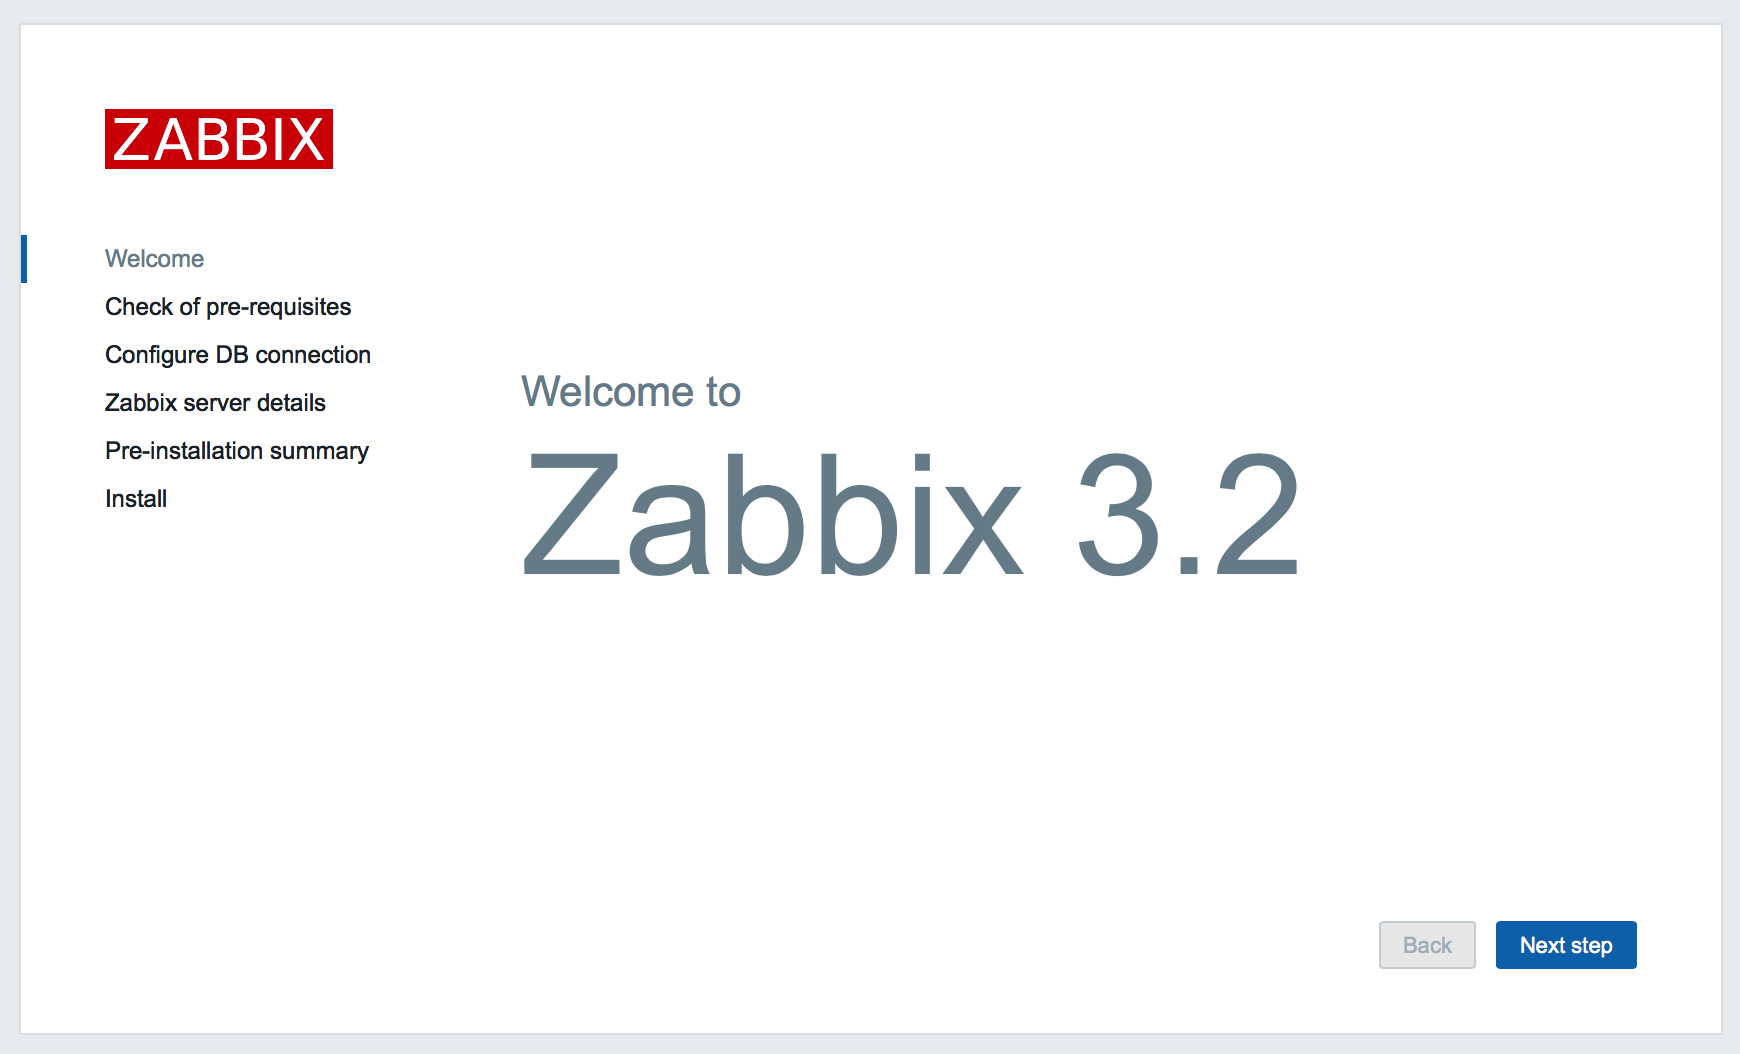 ZABBIX
Welcome
Check of pre-requisites
Configure DB connection
Zabbix server details
Pre-installation summary
Install
Welcome to
Zabbix 3.2
Back
Next step